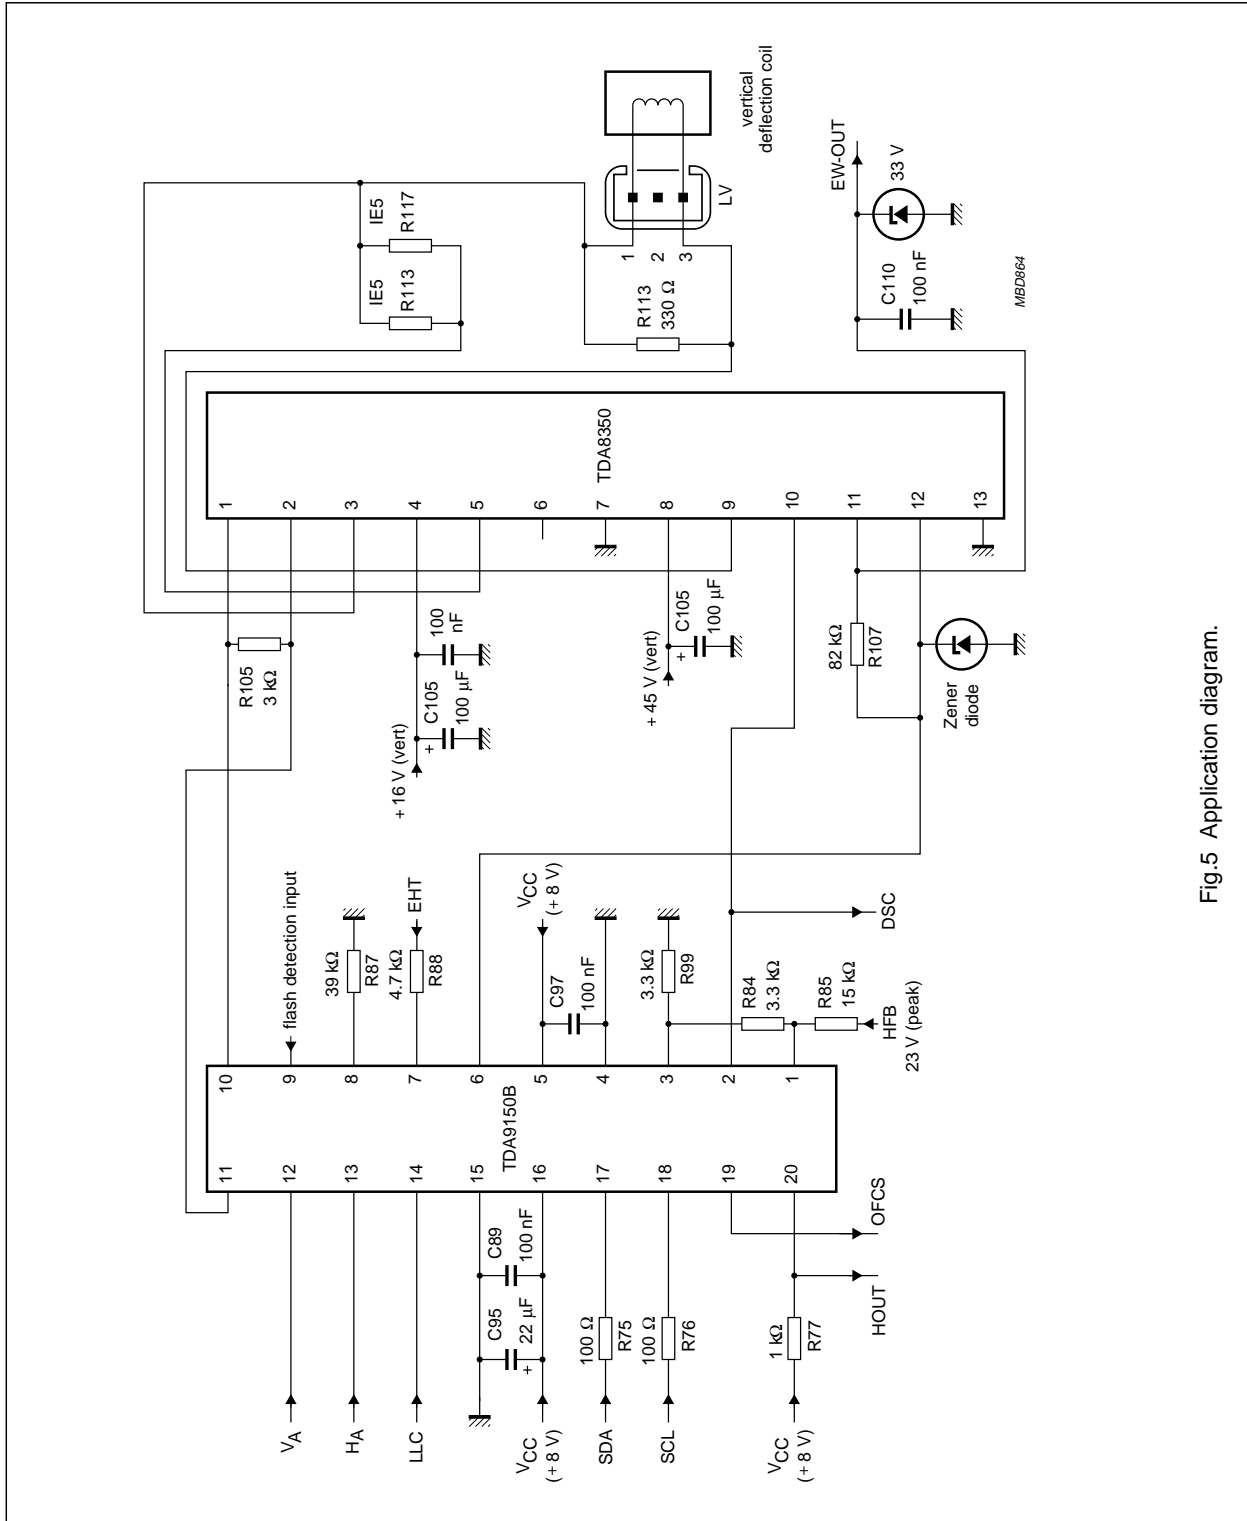 vertical
deflection coil
LV
1
2
3
R113
330 Ω
IE5
R117
IE5
R113
EW-OUT
33 V
C110
100 nF
MBD864
TDA8350
1
2
3
4
5
6
7
8
9
10
11
12
13
R105
3 kΩ
+ 16 V (vert)
+
C105
100 µF
100
nF
+ 45 V (vert)
+
C105
100 µF
82 kΩ
R107
Zener
diode
flash detection input
39 kΩ
R87
4.7 kΩ
R88
EHT
VCC
(+ 8 V)
C97
100 nF
3.3 kΩ
R99
DSC
R84
3.3 kΩ
R85
15 kΩ
HFB
23 V (peak)
10
9
8
7
6
5
4
3
2
1
TDA9150B
11
12
13
14
15
16
17
18
19
20
C89
100 nF
C95
22 µF
+
100 Ω
R75
100 Ω
R76
1 kΩ
R77
OFCS
HOUT
VA
HA
LLC
VCC
(+ 8 V)
SDA
SCL
VCC
(+ 8 V)
Fig.5 Application diagram.